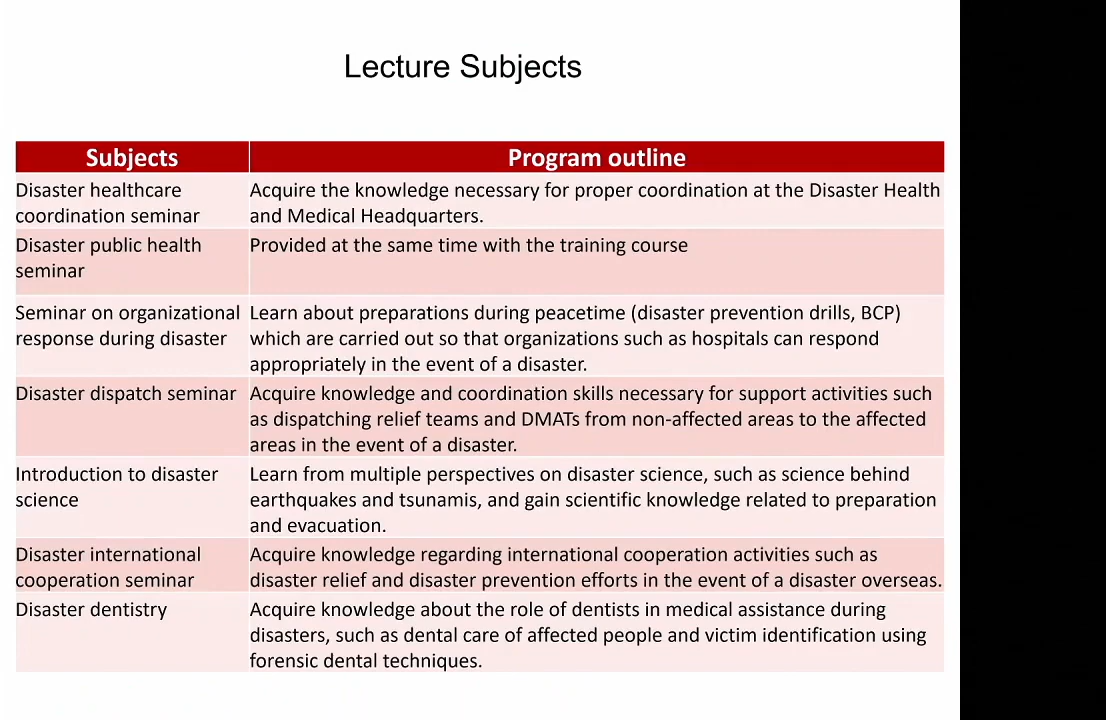 Lecture Subjects
Subjects
Program outline
Disaster healthcare
coordination seminar
Acquire the knowledge necessary for proper coordination at the Disaster Health
and Medical Headquarters.
Disaster public health
seminar
Provided at the same time with the training course
Seminar on organizational
response during disaster
Learn about preparations during peacetime (disaster prevention drills, BCP)
which are carried out so that organizations such as hospitals can respond
appropriately in the event of a disaster.
Disaster dispatch seminar
Acquire knowledge and coordination skills necessary for support activities such
as dispatching relief teams and DMATs from non-affected areas to the affected
areas in the event of a disaster.
Introduction to disaster
science
Learn from multiple perspectives on disaster science, such as science behind
earthquakes and tsunamis, and gain scientific knowledge related to preparation
and evacuation.
Disaster international
cooperation seminar
Acquire knowledge regarding international cooperation activities such as
disaster relief and disaster prevention efforts in the event of a disaster overseas.
Disaster dentistry
Acquire knowledge about the role of dentists in medical assistance during
disasters, such as dental care of affected people and victim identification using
forensic dental techniques.